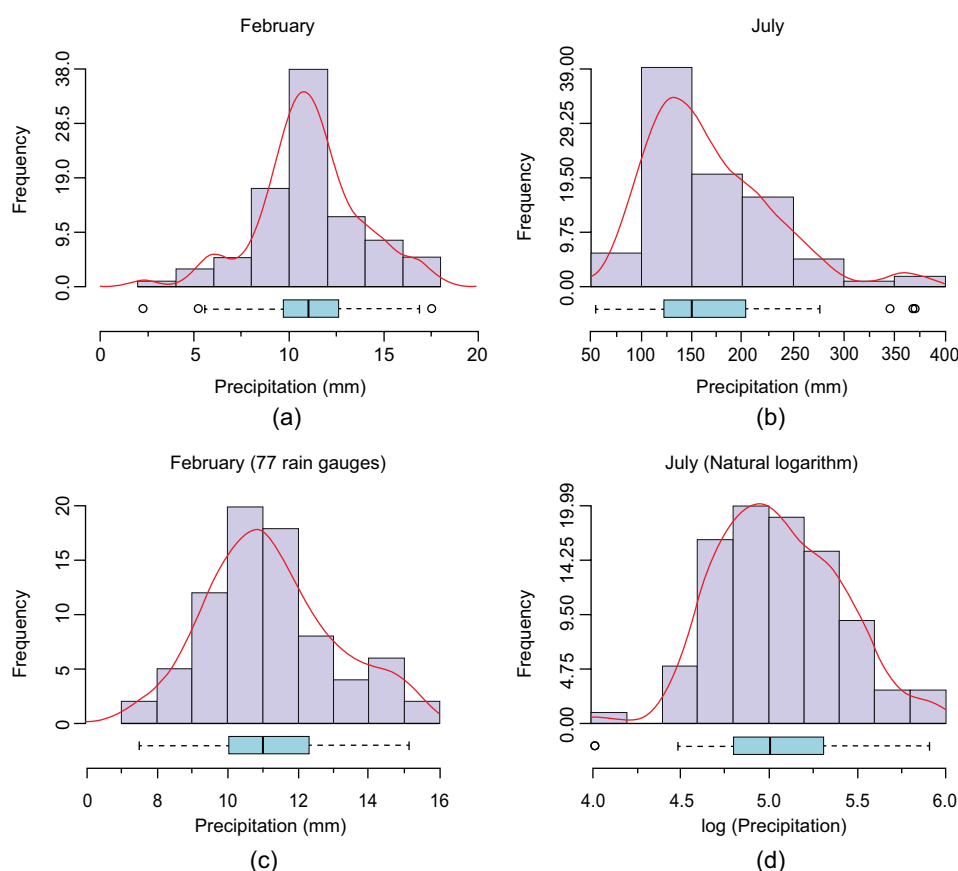 February
Frequency
38.0
28.5
19.0
9.5
0.0
0 5 10 15 20
Precipitation (mm)
(a)
July
Frequency
39.00
29.25
19.50
9.75
0.00
50 100 150 200 250 300 350 400
Precipitation (mm)
(b)
February (77 rain gauges)
Frequency
20
15
10
5
0
0 8 10 12 14 16
Precipitation (mm)
(c)
July (Natural logarithm)
Frequency
19.99
14.25
9.50
4.75
0.00
4.0 4.5 5.0 5.5 6.0
log (Precipitation)
(d)